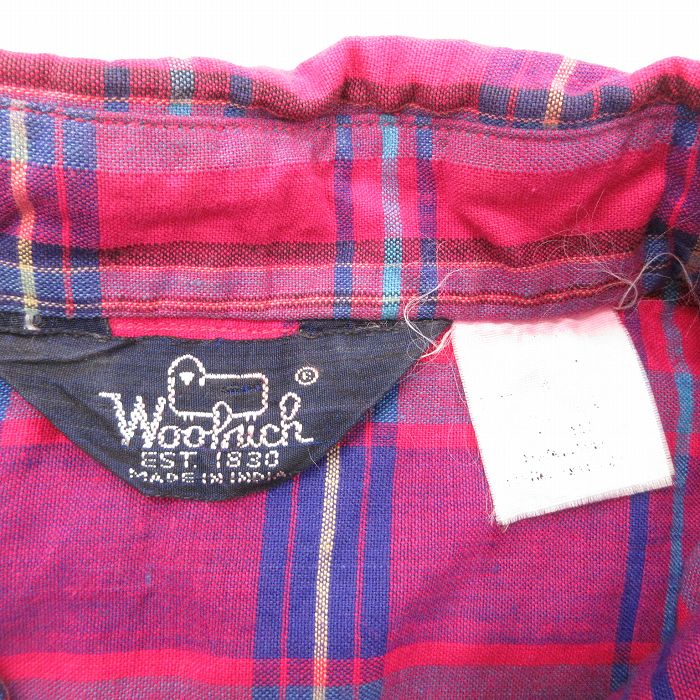 Woolrich
®
EST. 1830
MADE IN INDIA